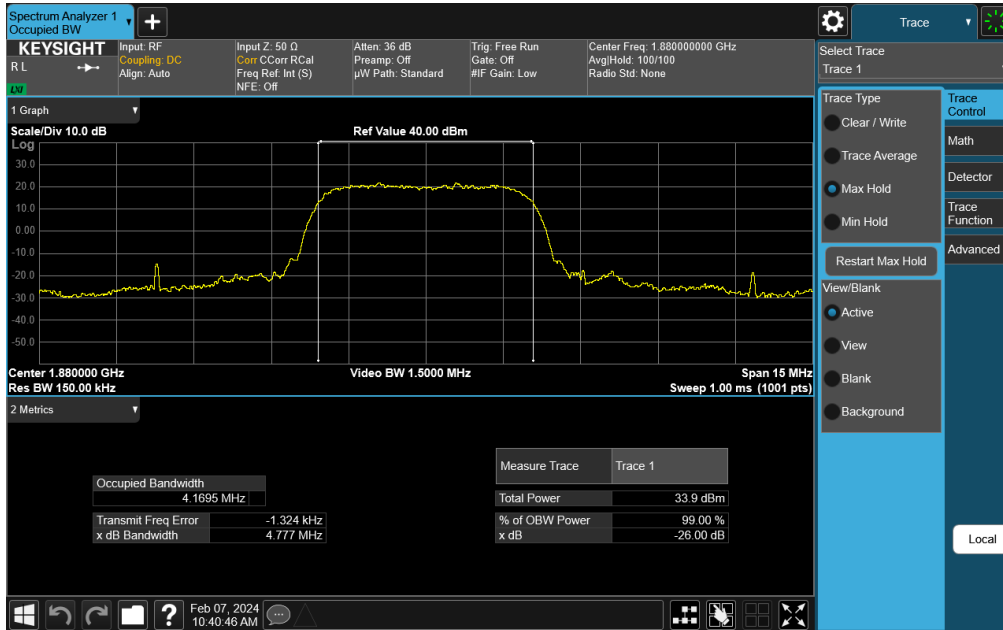 Spectrum Analyzer 1
Occupied BW
Trace
KEYSIGHT
R L
LXI
Input: RF
Coupling: DC
Align: Auto
Input Z: 50 Ω
Corr CCorr RCal
Freq Ref: Int (S)
NFE: Off
Atten: 36 dB
Preamp: Off
µW Path: Standard
Trig: Free Run
Gate: Off
#IF Gain: Low
Center Freq: 1.880000000 GHz
Avg|Hold: 100/100
Radio Std: None
Select Trace
Trace 1
1 Graph
Scale/Div 10.0 dB
Ref Value 40.00 dBm
Log
30.0
20.0
10.0
0.00
-10.0
-20.0
-30.0
-40.0
-50.0
Center 1.880000 GHz
Video BW 1.5000 MHz
Span 15 MHz
Res BW 150.00 kHz
Sweep 1.00 ms (1001 pts)
2 Metrics
Measure Trace
Trace 1
Occupied Bandwidth
4.1695 MHz
Total Power
33.9 dBm
Transmit Freq Error
-1.324 kHz
% of OBW Power
99.00 %
x dB Bandwidth
4.777 MHz
x dB
-26.00 dB
Trace Type
Clear / Write
Trace Average
Max Hold
Min Hold
Restart Max Hold
View/Blank
Active
View
Blank
Background
Trace
Control
Math
Detector
Trace
Function
Advanced
Local
Feb 07, 2024
10:40:46 AM